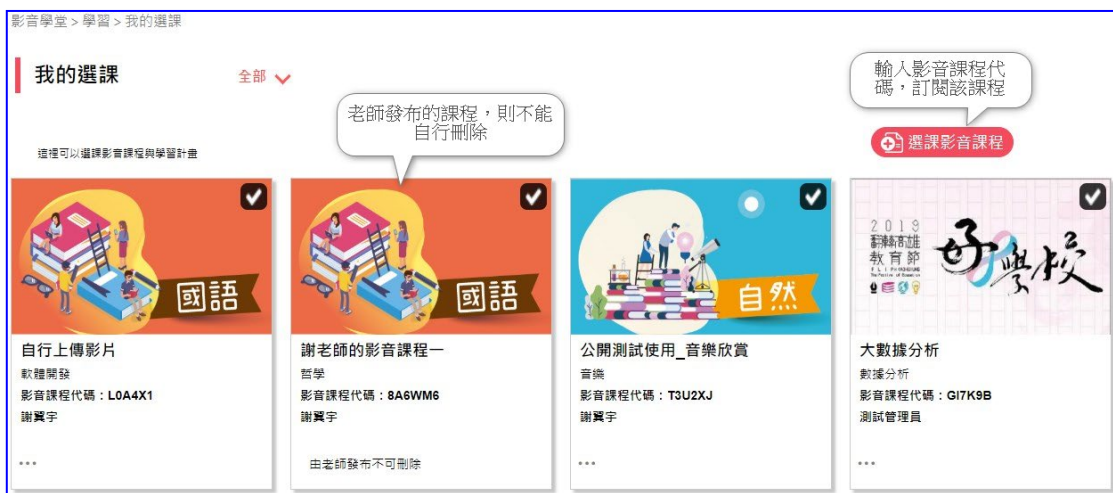 影音學堂 > 學習 > 我的選課
我的選課
全部
輸入影音課程代
碼，訂閱該課程
老師發布的課程，則不能
自行刪除
選課影音課程
這裡可以選課影音課程與學習計畫
國語
國語
自然
2019
翻轉高雄
教育節
好學校
自行上傳影片
軟體開發
影音課程代碼：L0A4X1
謝翼宇
...
謝老師的影音課程一
哲學
影音課程代碼：8A6WM6
謝翼宇
由老師發布不可刪除
公開測試使用_音樂欣賞
音樂
影音課程代碼：T3U2XJ
謝翼宇
...
大數據分析
數據分析
影音課程代碼：GI7K9B
測試管理員
...